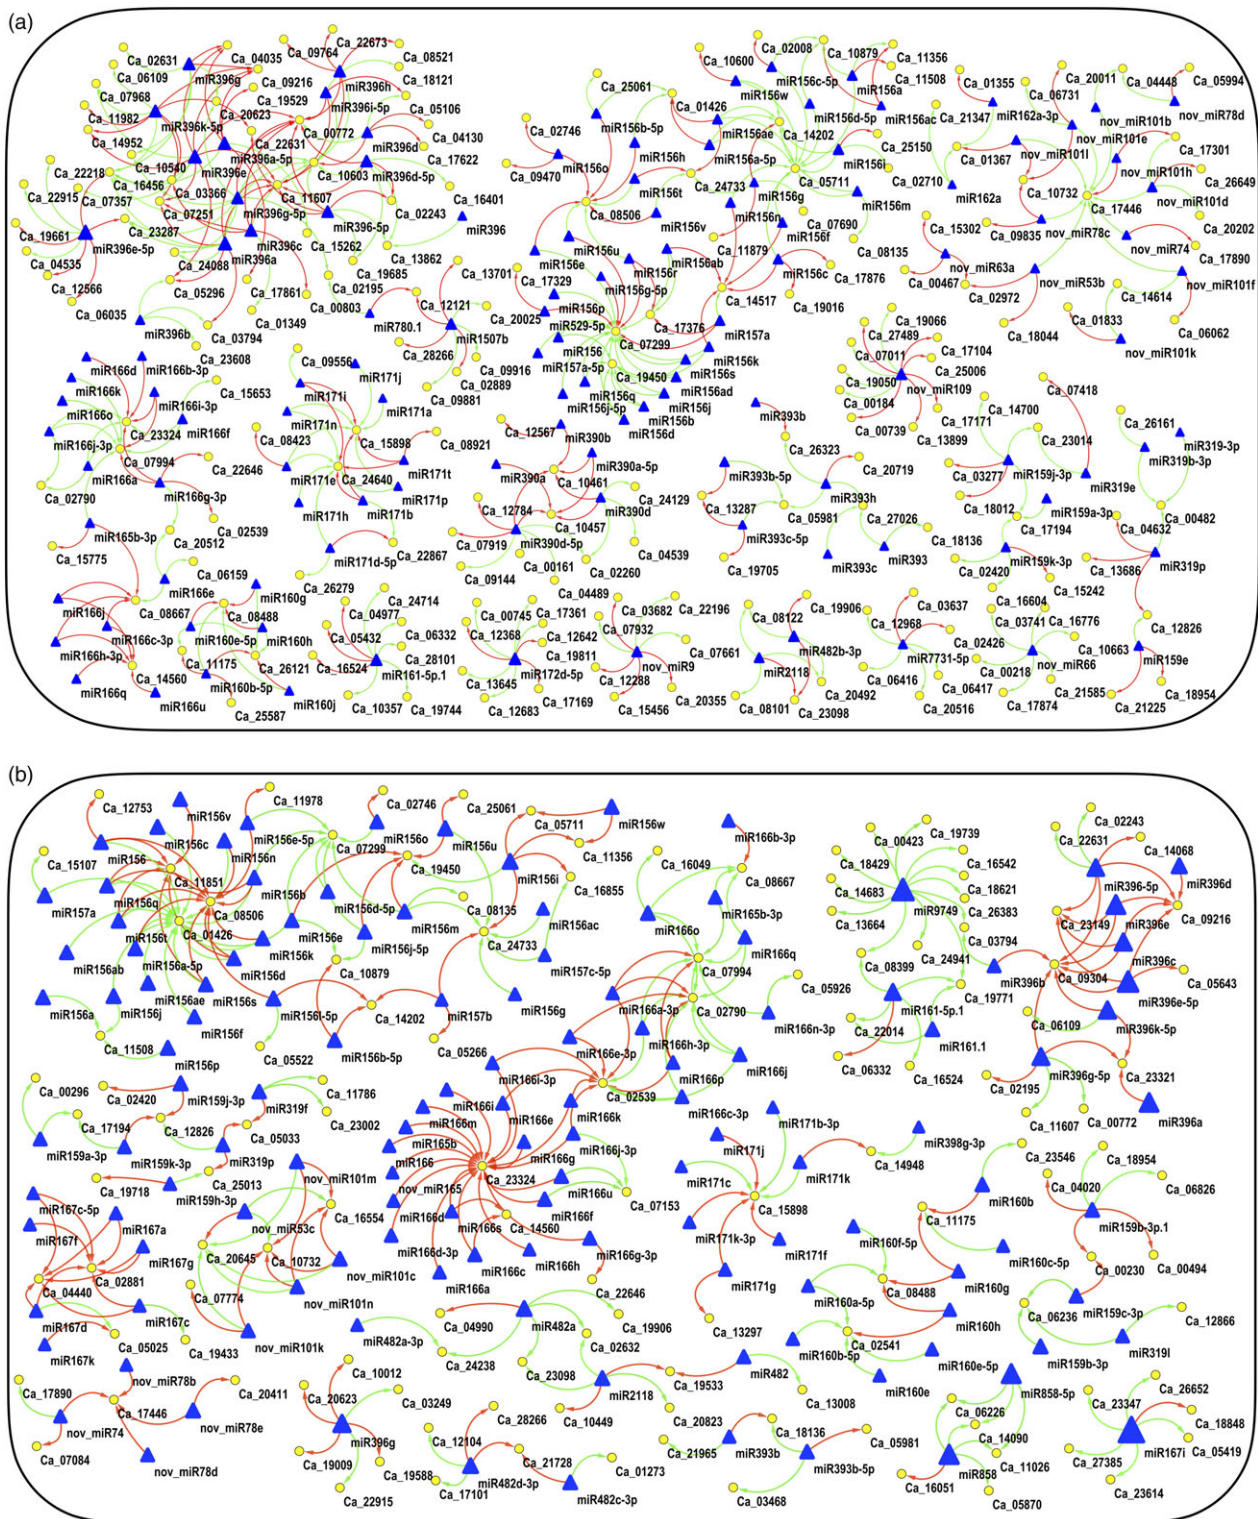 (a)
Ca_02631
Ca_06109
Ca_07968
Ca_11982
Ca_14952
Ca_22218
Ca_22915
Ca_07357
Ca_19661
Ca_04535
Ca_12566
Ca_06035
Ca_04035
miR396g
Ca_09216
Ca_19529
Ca_20623
miR396k-5p
Ca_00772
Ca_22631
miR396a-5p
Ca_10540
miR396e
Ca_16456
Ca_03366
Ca_11607
Ca_07251
miR396g-5p
Ca_23287
miR396e-5p
miR396c
Ca_24088
miR396a
Ca_05296
miR396b
Ca_03794
Ca_23608
Ca_09764
Ca_22673
Ca_08521
miR396h
Ca_18121
miR396i-5p
Ca_05106
Ca_04130
miR396d
Ca_17622
Ca_10603
miR396d-5p
Ca_16401
Ca_02243
miR396-5p
miR396
Ca_15262
Ca_13862
Ca_19685
Ca_02195
Ca_17861
Ca_00803
Ca_01349
Ca_13701
Ca_12121
miR780.1
miR1507b
Ca_20025
Ca_28266
Ca_09916
Ca_02889
Ca_09881
Ca_10600
Ca_02008
Ca_10879
Ca_11356
miR156c-5p
Ca_11508
miR156w
miR156a
Ca_25061
Ca_01426
miR156d-5p
miR156ac
Ca_02746
miR156b-5p
miR156ae
Ca_14202
miR156h
miR156a-5p
miR156l
Ca_25150
miR156o
Ca_09470
miR156t
Ca_24733
Ca_05711
Ca_02710
miR156g
miR156m
Ca_08506
miR156v
miR156n
Ca_07690
miR156f
Ca_11879
Ca_08135
miR156u
miR156ab
miR156e
miR156r
miR156c
Ca_17876
Ca_17329
miR156g-5p
Ca_14517
Ca_19016
miR156p
miR529-5p
Ca_17376
miR157a
Ca_07299
miR156
miR156k
miR157a-5p
Ca_19450
miR156s
miR156q
miR156ad
miR156j-5p
miR156j
miR156b
miR156d
Ca_01355
Ca_20011
Ca_04448
Ca_05994
Ca_06731
Ca_21347
miR162a-3p
nov_miR101b
miR78d
nov_miR101e
Ca_01367
nov_miR101l
Ca_17301
nov_miR101h
Ca_10732
Ca_26649
miR162a
nov_miR101d
Ca_17446
Ca_15302
Ca_09835
nov_miR78c
Ca_20202
nov_miR74
Ca_17890
nov_miR63a
Ca_00467
nov_miR53b
nov_miR101f
Ca_02972
Ca_14614
Ca_01833
Ca_18044
Ca_06062
nov_miR101k
Ca_19066
Ca_27489
Ca_07011
Ca_17104
Ca_25006
Ca_19050
nov_miR109
Ca_00184
Ca_07418
Ca_00739
Ca_17171
Ca_13899
miR166d
miR166b-3p
miR166k
Ca_15653
miR166o
miR166i-3p
Ca_23324
miR166f
miR166j-3p
Ca_07994
Ca_22646
miR166a
miR166g-3p
Ca_02790
Ca_02539
miR165b-3p
Ca_20512
Ca_15775
Ca_06159
miR166e
miR166j
Ca_08667
miR166c-3p
miR166h-3p
Ca_14560
miR166q
miR166u
Ca_09556
miR171j
miR171i
miR171a
miR171n
Ca_08423
Ca_15898
Ca_08921
miR171t
miR171e
Ca_24640
miR171p
miR171h
miR171b
miR171d-5p
Ca_22867
Ca_26279
miR160g
Ca_08488
miR160e-5p
miR160h
Ca_11175
Ca_26121
miR160b-5p
miR160j
Ca_25587
Ca_24714
Ca_04977
Ca_05432
Ca_06332
Ca_16524
Ca_28101
miR161-5p.1
Ca_10357
Ca_19744
Ca_12567
miR390b
miR390a-5p
miR390a
Ca_10461
Ca_24129
Ca_12784
miR390d
Ca_10457
Ca_07919
miR390d-5p
Ca_04539
Ca_00161
Ca_09144
Ca_02260
Ca_04489
Ca_00745
Ca_17361
Ca_12368
Ca_12642
Ca_19811
Ca_13645
miR172d-5p
Ca_17169
Ca_12683
miR393b
Ca_26323
miR393b-5p
Ca_20719
miR393h
Ca_13287
Ca_05981
Ca_27026
miR393c-5p
Ca_18136
miR393
Ca_19705
miR393c
Ca_03682
Ca_22196
Ca_07932
nov_miR9
Ca_07661
Ca_12288
Ca_15456
Ca_20355
Ca_19906
Ca_08122
miR482b-3p
miR2118
Ca_20492
Ca_08101
Ca_23098
Ca_14700
Ca_26161
miR319-3p
Ca_23014
miR319b-3p
Ca_03277
miR159j-3p
miR319e
Ca_18012
miR159a-3p
Ca_00482
Ca_17194
Ca_04632
Ca_02420
miR159k-3p
miR319p
Ca_13686
Ca_15242
Ca_16604
Ca_03637
Ca_03741
Ca_16776
Ca_12968
Ca_12826
Ca_02426
Ca_10663
miR7731-5p
nov_miR66
miR159e
Ca_00218
Ca_06416
Ca_06417
Ca_21585
Ca_18954
Ca_20516
Ca_17874
Ca_21225
(b)
Ca_12753
Ca_11978
Ca_02746
Ca_25061
miR156v
miR156c
miR156e-5p
miR156o
Ca_05711
miR156w
Ca_15107
miR156
miR156n
Ca_07299
miR156u
Ca_11356
Ca_11851
Ca_19450
miR156i
miR157a
miR156q
miR156b
Ca_16855
Ca_08506
miR156d-5p
Ca_08135
miR156t
Ca_01426
miR156e
miR156m
miR156ac
miR156k
miR156j-5p
Ca_24733
miR156ab
miR156a-5p
miR156d
Ca_10879
miR157c-5p
miR156a
miR156ae
miR156s
miR156j
miR156l-5p
Ca_14202
miR157b
miR156g
miR156f
Ca_11508
miR156b-5p
Ca_05266
miR156p
Ca_05522
miR166b-3p
Ca_16049
Ca_08667
miR165b-3p
miR166o
miR166q
Ca_07994
Ca_05926
miR166a-3p
Ca_02790
miR166n-3p
miR166e-3p
miR166h-3p
miR166i-3p
miR166p
miR166j
Ca_02539
miR166c-3p
miR166i
miR166k
miR166m
miR166e
miR165b
miR166g
miR166j-3p
miR166
Ca_23324
nov_miR165
miR166u
Ca_07153
miR166d
miR166f
miR166s
Ca_14560
miR166d-3p
miR166g-3p
miR166h
miR166c
miR166a
Ca_22646
Ca_00423
Ca_19739
Ca_18429
Ca_16542
Ca_14683
Ca_18621
miR9749
Ca_26383
Ca_13664
Ca_03794
Ca_24941
Ca_08399
miR396b
Ca_19771
miR161-5p.1
Ca_22014
miR161.1
Ca_06332
Ca_16524
Ca_02243
Ca_22631
Ca_14068
miR396-5p
miR396d
Ca_09216
miR396e
Ca_23149
miR396c
Ca_09304
Ca_05643
miR396e-5p
Ca_06109
miR396k-5p
miR396g-5p
Ca_23321
Ca_02195
miR396a
Ca_00772
Ca_11607
Ca_00296
Ca_02420
miR159j-3p
Ca_11786
miR319f
Ca_23002
Ca_17194
Ca_12826
Ca_05033
miR159a-3p
miR159k-3p
miR319p
Ca_25013
nov_miR101m
Ca_19718
miR159h-3p
miR167c-5p
Ca_16554
miR167a
nov_miR53c
miR167f
miR167g
Ca_20645
Ca_10732
Ca_02881
nov_miR101c
Ca_04440
Ca_07774
nov_miR101n
miR167d
miR167c
Ca_05025
Ca_19433
nov_miR101k
miR167k
nov_miR78b
Ca_17890
Ca_20411
Ca_17446
nov_miR74
nov_miR78e
Ca_07084
nov_miR78d
miR171b-3p
miR171j
miR398g-3p
Ca_14948
miR171c
miR171k
Ca_15898
miR171k-3p
miR171f
miR171g
Ca_13297
Ca_23546
Ca_18954
Ca_04020
miR160b
Ca_06826
Ca_11175
miR159b-3p.1
miR160f-5p
miR160c-5p
Ca_00494
Ca_00230
miR160g
miR160a-5p
Ca_08488
miR159c-3p
Ca_06236
Ca_12866
miR160h
Ca_02541
miR319l
miR160b-5p
miR160e-5p
miR159b-3p
miR160e
miR858-5p
miR482a-3p
Ca_04990
miR482a
Ca_19906
Ca_24238
Ca_02632
Ca_23098
miR482
miR2118
Ca_19533
Ca_10449
Ca_13008
Ca_10012
Ca_20623
Ca_03249
miR396g
Ca_19009
Ca_19588
Ca_22915
Ca_28266
Ca_12104
Ca_21728
miR482d-3p
Ca_01273
Ca_17101
miR482c-3p
Ca_20823
Ca_18136
Ca_21965
Ca_05981
miR393b
miR393b-5p
Ca_03468
Ca_06226
Ca_14090
miR858
Ca_11026
Ca_16051
Ca_05870
Ca_26652
Ca_23347
Ca_18848
miR167i
Ca_05419
Ca_27385
Ca_23614